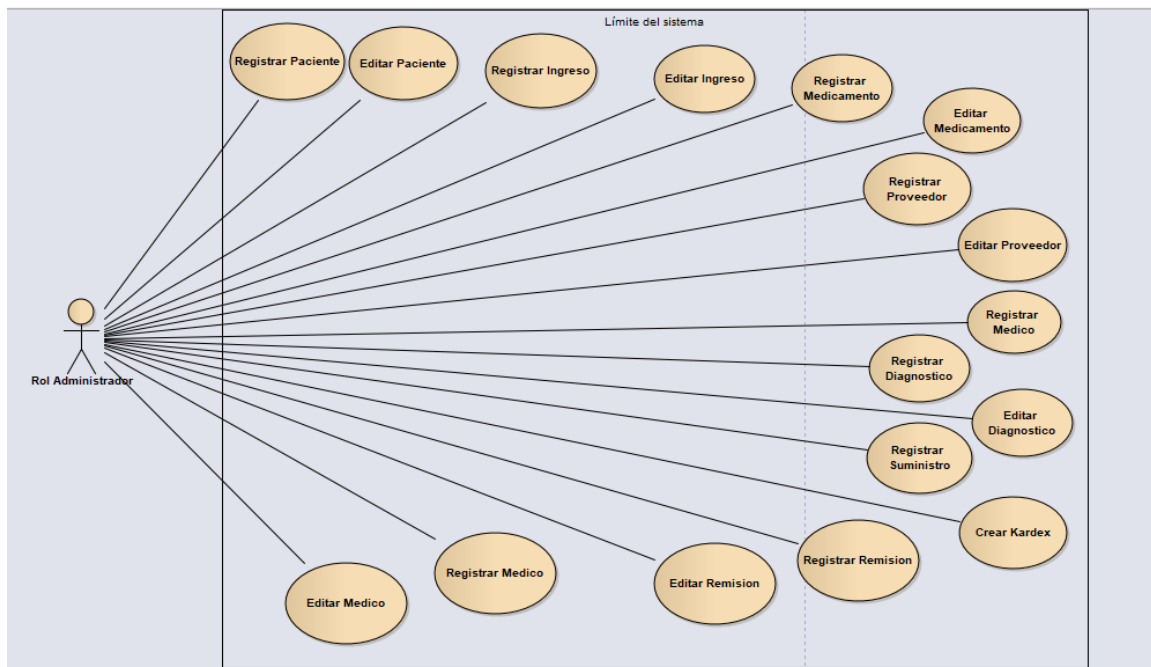 Límite del sistema
Registrar Paciente
Editar Paciente
Registrar Ingreso
Editar Ingreso
Registrar
Medicamento
Editar
Medicamento
Registrar
Proveedor
Editar Proveedor
Registrar
Medico
Registrar
Diagnostico
Editar
Diagnostico
Registrar
Suministro
Crear Kardex
Registrar Remision
Editar Remision
Registrar Medico
Editar Medico
Rol Administrador